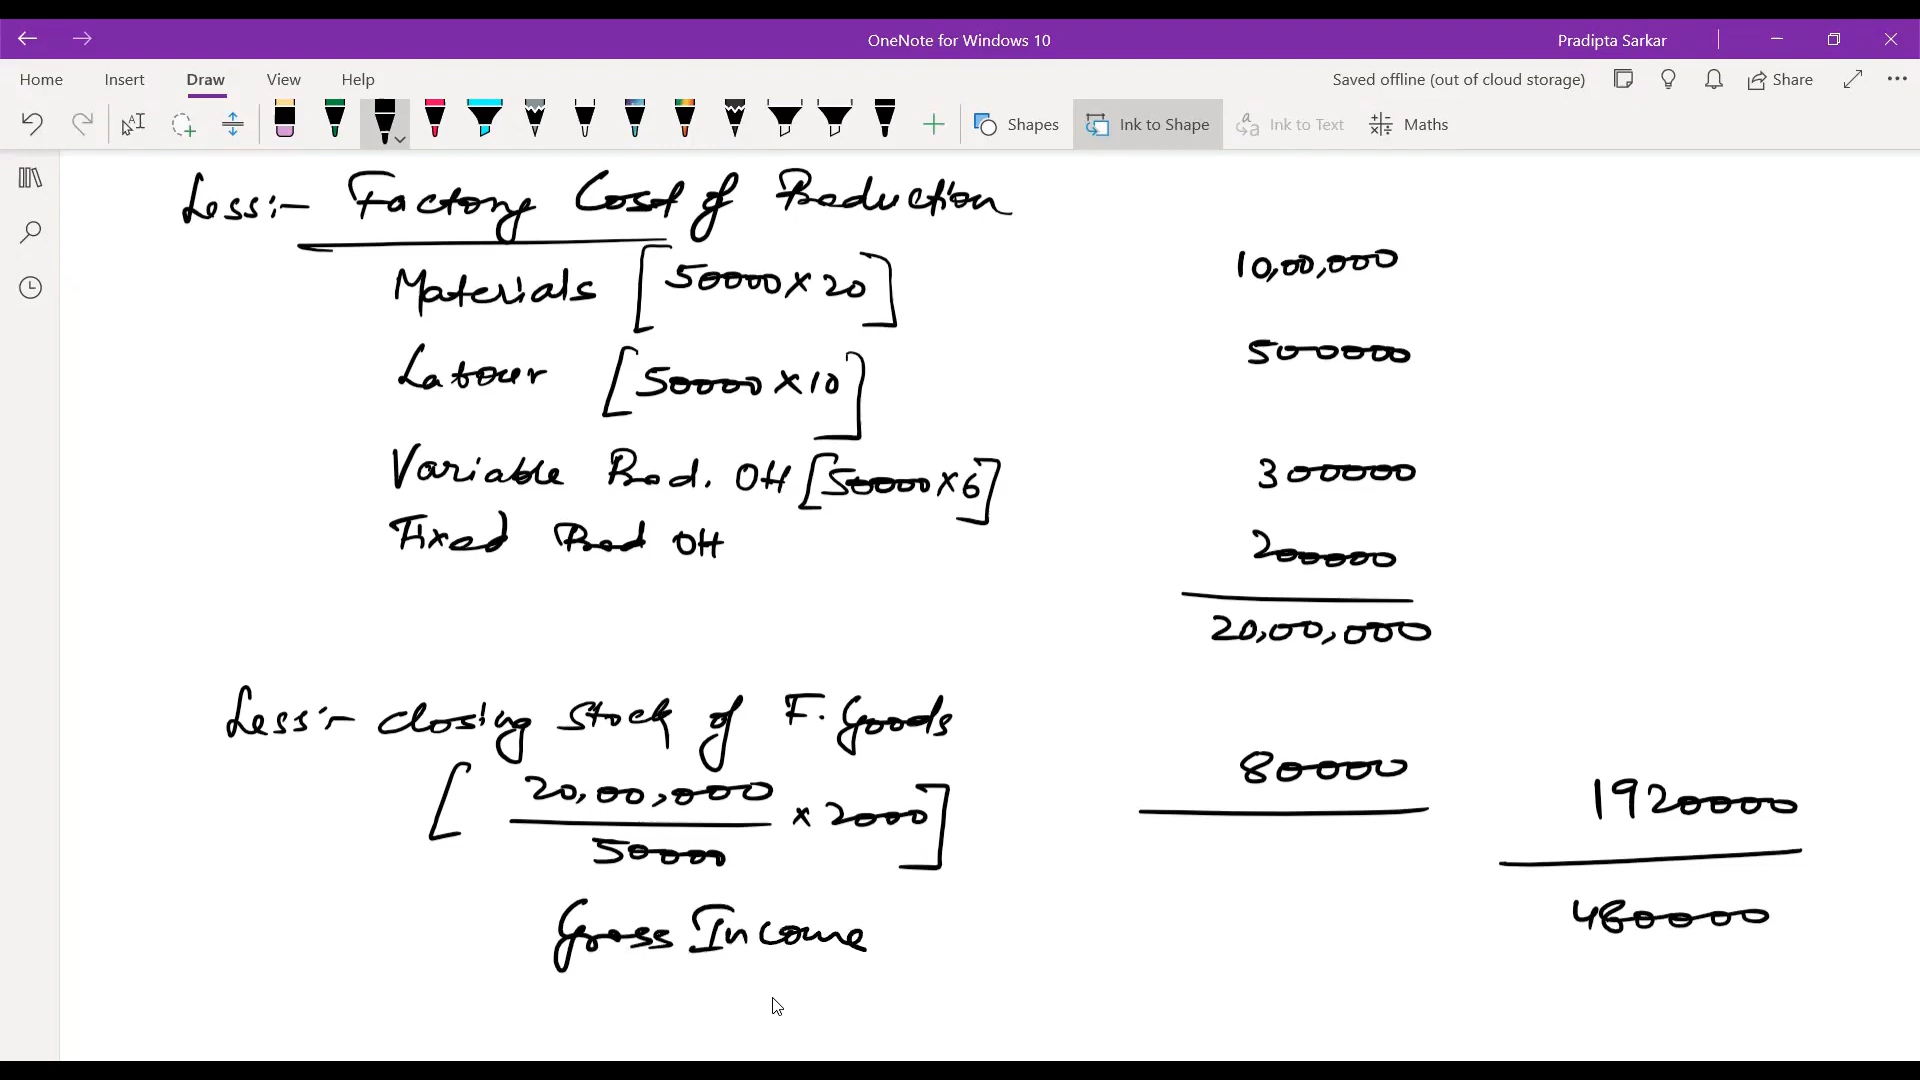 OneNote for Windows 10
Pradipta Sarkar
Home Insert Draw View Help
Saved offline (out of cloud storage)
Share
Shapes
Ink to Shape
Ink to Text
Maths
Less:- Factory Cost of Production
Materials [50000 × 20] 10,00,000
Labour [50000 × 10] 500000
Variable Prod. OH [50000 × 6] 300000
Fixed Prod OH 200000
20,00,000
Less:- closing Stock of F. Goods
[20,00,000 / 50000 × 2000] 80000 1920000
Gross Income 480000